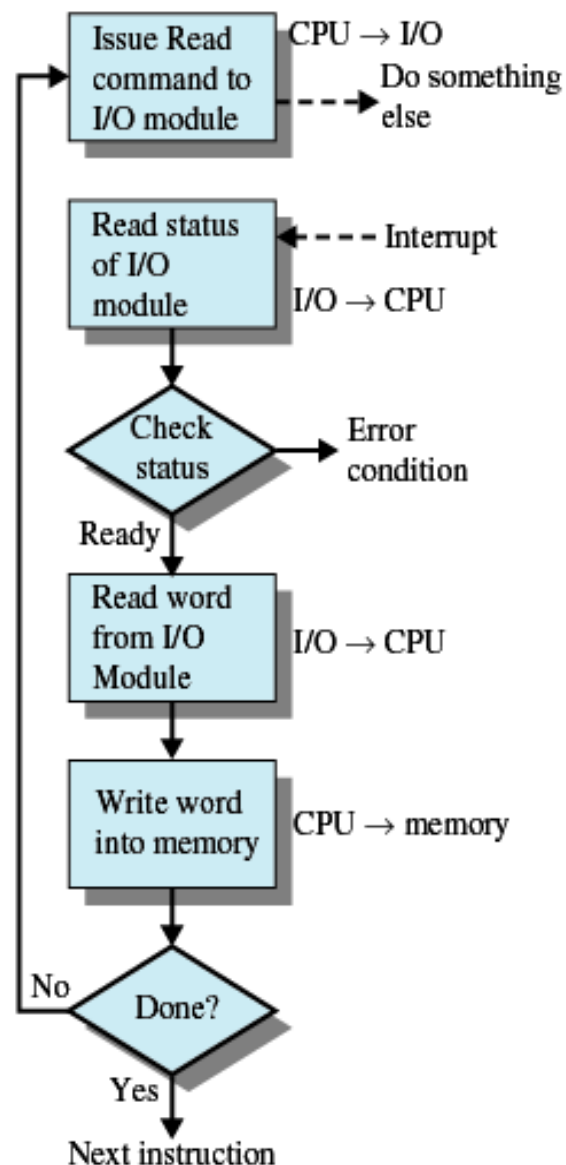 Issue Read
command to
I/O module
CPU → I/O
Do something
else
Read status
of I/O
module
Interrupt
I/O → CPU
Check
status
Error
condition
Ready
Read word
from I/O
Module
I/O → CPU
Write word
into memory
CPU → memory
No
Done?
Yes
Next instruction